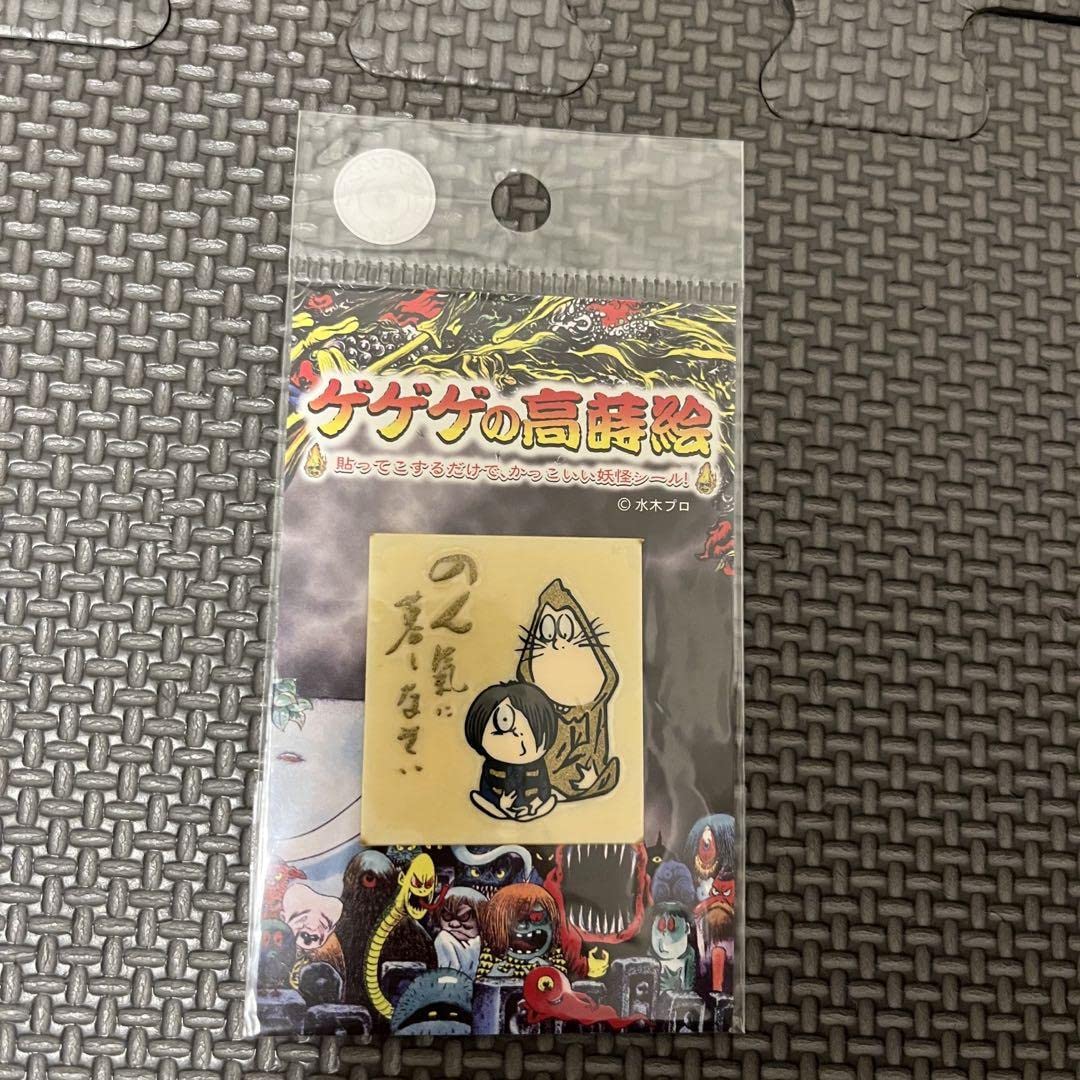 ゲゲゲの高蒔絵
貼ってこするだけで、かっこいい妖怪シール!
© 水木プロ
のん氣に
暮しなさい